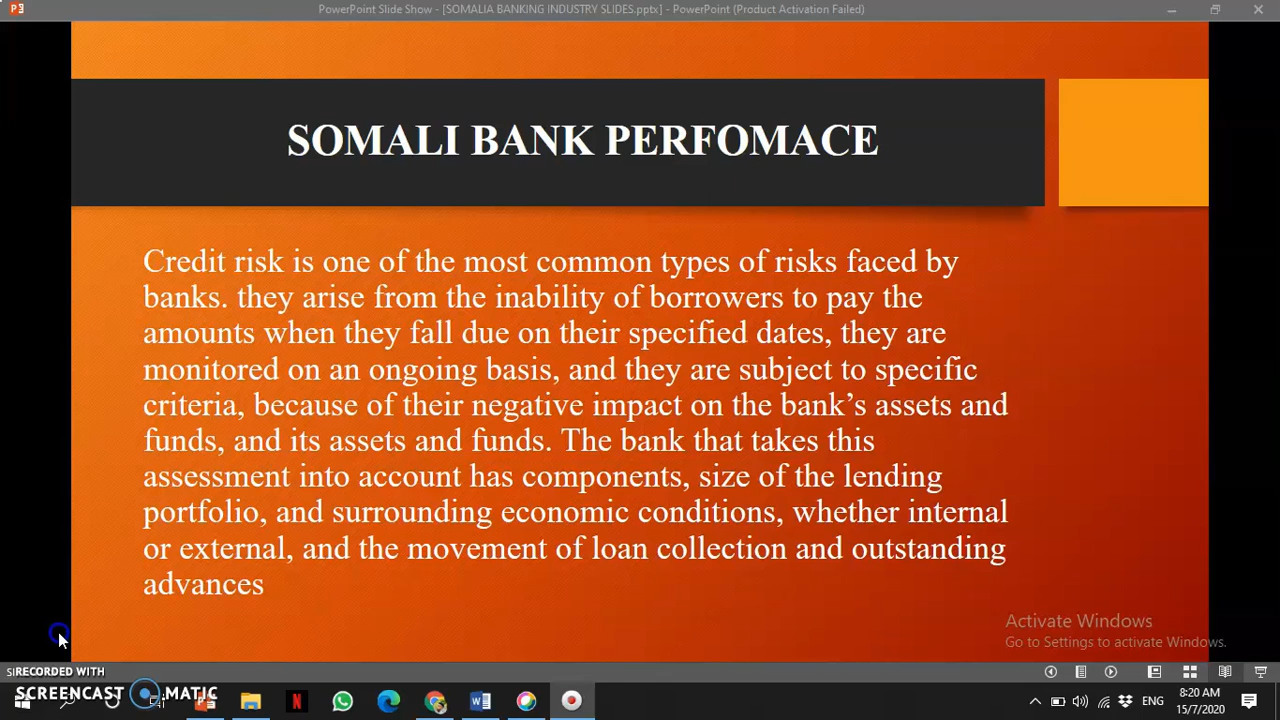 PowerPoint Slide Show - [SOMALIA BANKING INDUSTRY SLIDES.pptx] - PowerPoint (Product Activation Failed)
SOMALI BANK PERFOMACE
Credit risk is one of the most common types of risks faced by
banks. they arise from the inability of borrowers to pay the
amounts when they fall due on their specified dates, they are
monitored on an ongoing basis, and they are subject to specific
criteria, because of their negative impact on the bank’s assets and
funds, and its assets and funds. The bank that takes this
assessment into account has components, size of the lending
portfolio, and surrounding economic conditions, whether internal
or external, and the movement of loan collection and outstanding
advances
Activate Windows
Go to Settings to activate Windows.
RECORDED WITH
SCREENCAST MATIC
ENG
8:20 AM
15/7/2020